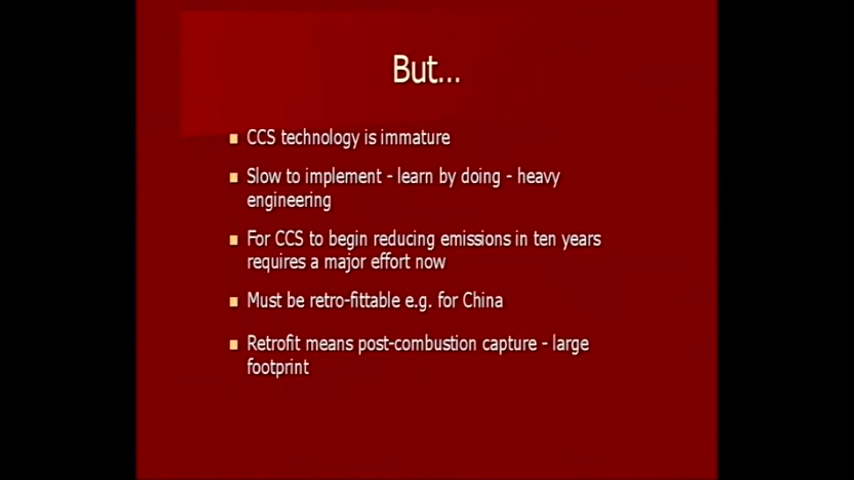 But...
CCS technology is immature
Slow to implement - learn by doing - heavy
engineering
For CCS to begin reducing emissions in ten years
requires a major effort now
Must be retro-fittable e.g. for China
Retrofit means post-combustion capture - large
footprint